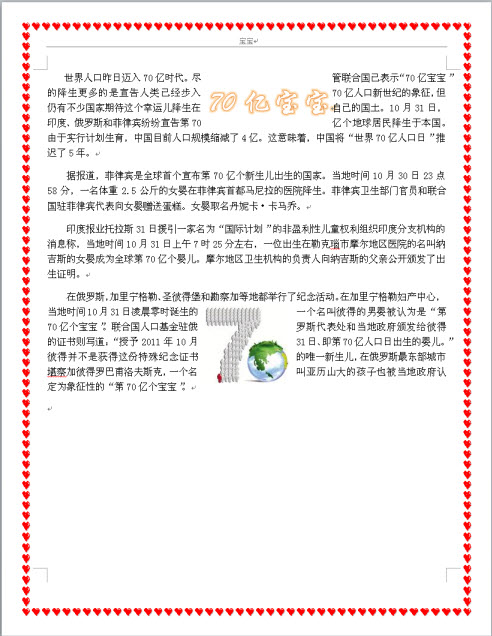 宝宝
世界人口昨日迈入 70 亿时代。尽管联合国已表示“70 亿宝宝”
的降生更多的是宣告人类已经步入 70 亿人口新世纪的象征，但
仍有不少国家期待这个幸运儿降生在自己的国土。10 月 31 日，
印度、俄罗斯和菲律宾纷纷宣告第 70 亿个地球居民降生于本国。
70 亿宝宝
由于实行计划生育，中国目前人口规模缩减了 4 亿。这意味着，中国将“世界 70 亿人口日”推
迟了 5 年。
据报道，菲律宾是全球首个宣布第 70 亿个新生儿出生的国家。当地时间 10 月 30 日 23 点
58 分，一名体重 2.5 公斤的女婴在菲律宾首都马尼拉的医院降生。菲律宾卫生部门官员和联合
国驻菲律宾代表向女婴赠送蛋糕。女婴取名丹妮卡·卡马乔。
印度报业托拉斯 31 日援引一家名为“国际计划”的非盈利性儿童权利组织印度分支机构的
消息称，当地时间 10 月 31 日上午 7 时 25 分左右，一位出生在勒克瑙市摩尔地区医院的名叫纳
吉斯的女婴成为全球第 70 亿个婴儿。摩尔地区卫生机构的负责人向纳吉斯的父亲公开颁发了出
生证明。
在俄罗斯，加里宁格勒、圣彼得堡和勘察加等地都举行了纪念活动。在加里宁格勒妇产中心，
当地时间 10 月 31 日凌晨零时诞生的一个名叫彼得的男婴被认为是“第
70 亿个宝宝”。联合国人口基金驻俄罗斯代表处和当地政府颁发给彼得
的证书则写道：“授予 2011 年 10 月 31 日、即第 70 亿人口日出生的婴儿。”
彼得并不是获得这份特殊纪念证书的唯一新生儿，在俄罗斯最东部城市
堪察加彼得罗巴甫洛夫斯克，一个名叫亚历山大的孩子也被当地政府认
定为象征性的“第 70 亿个宝宝”。
70